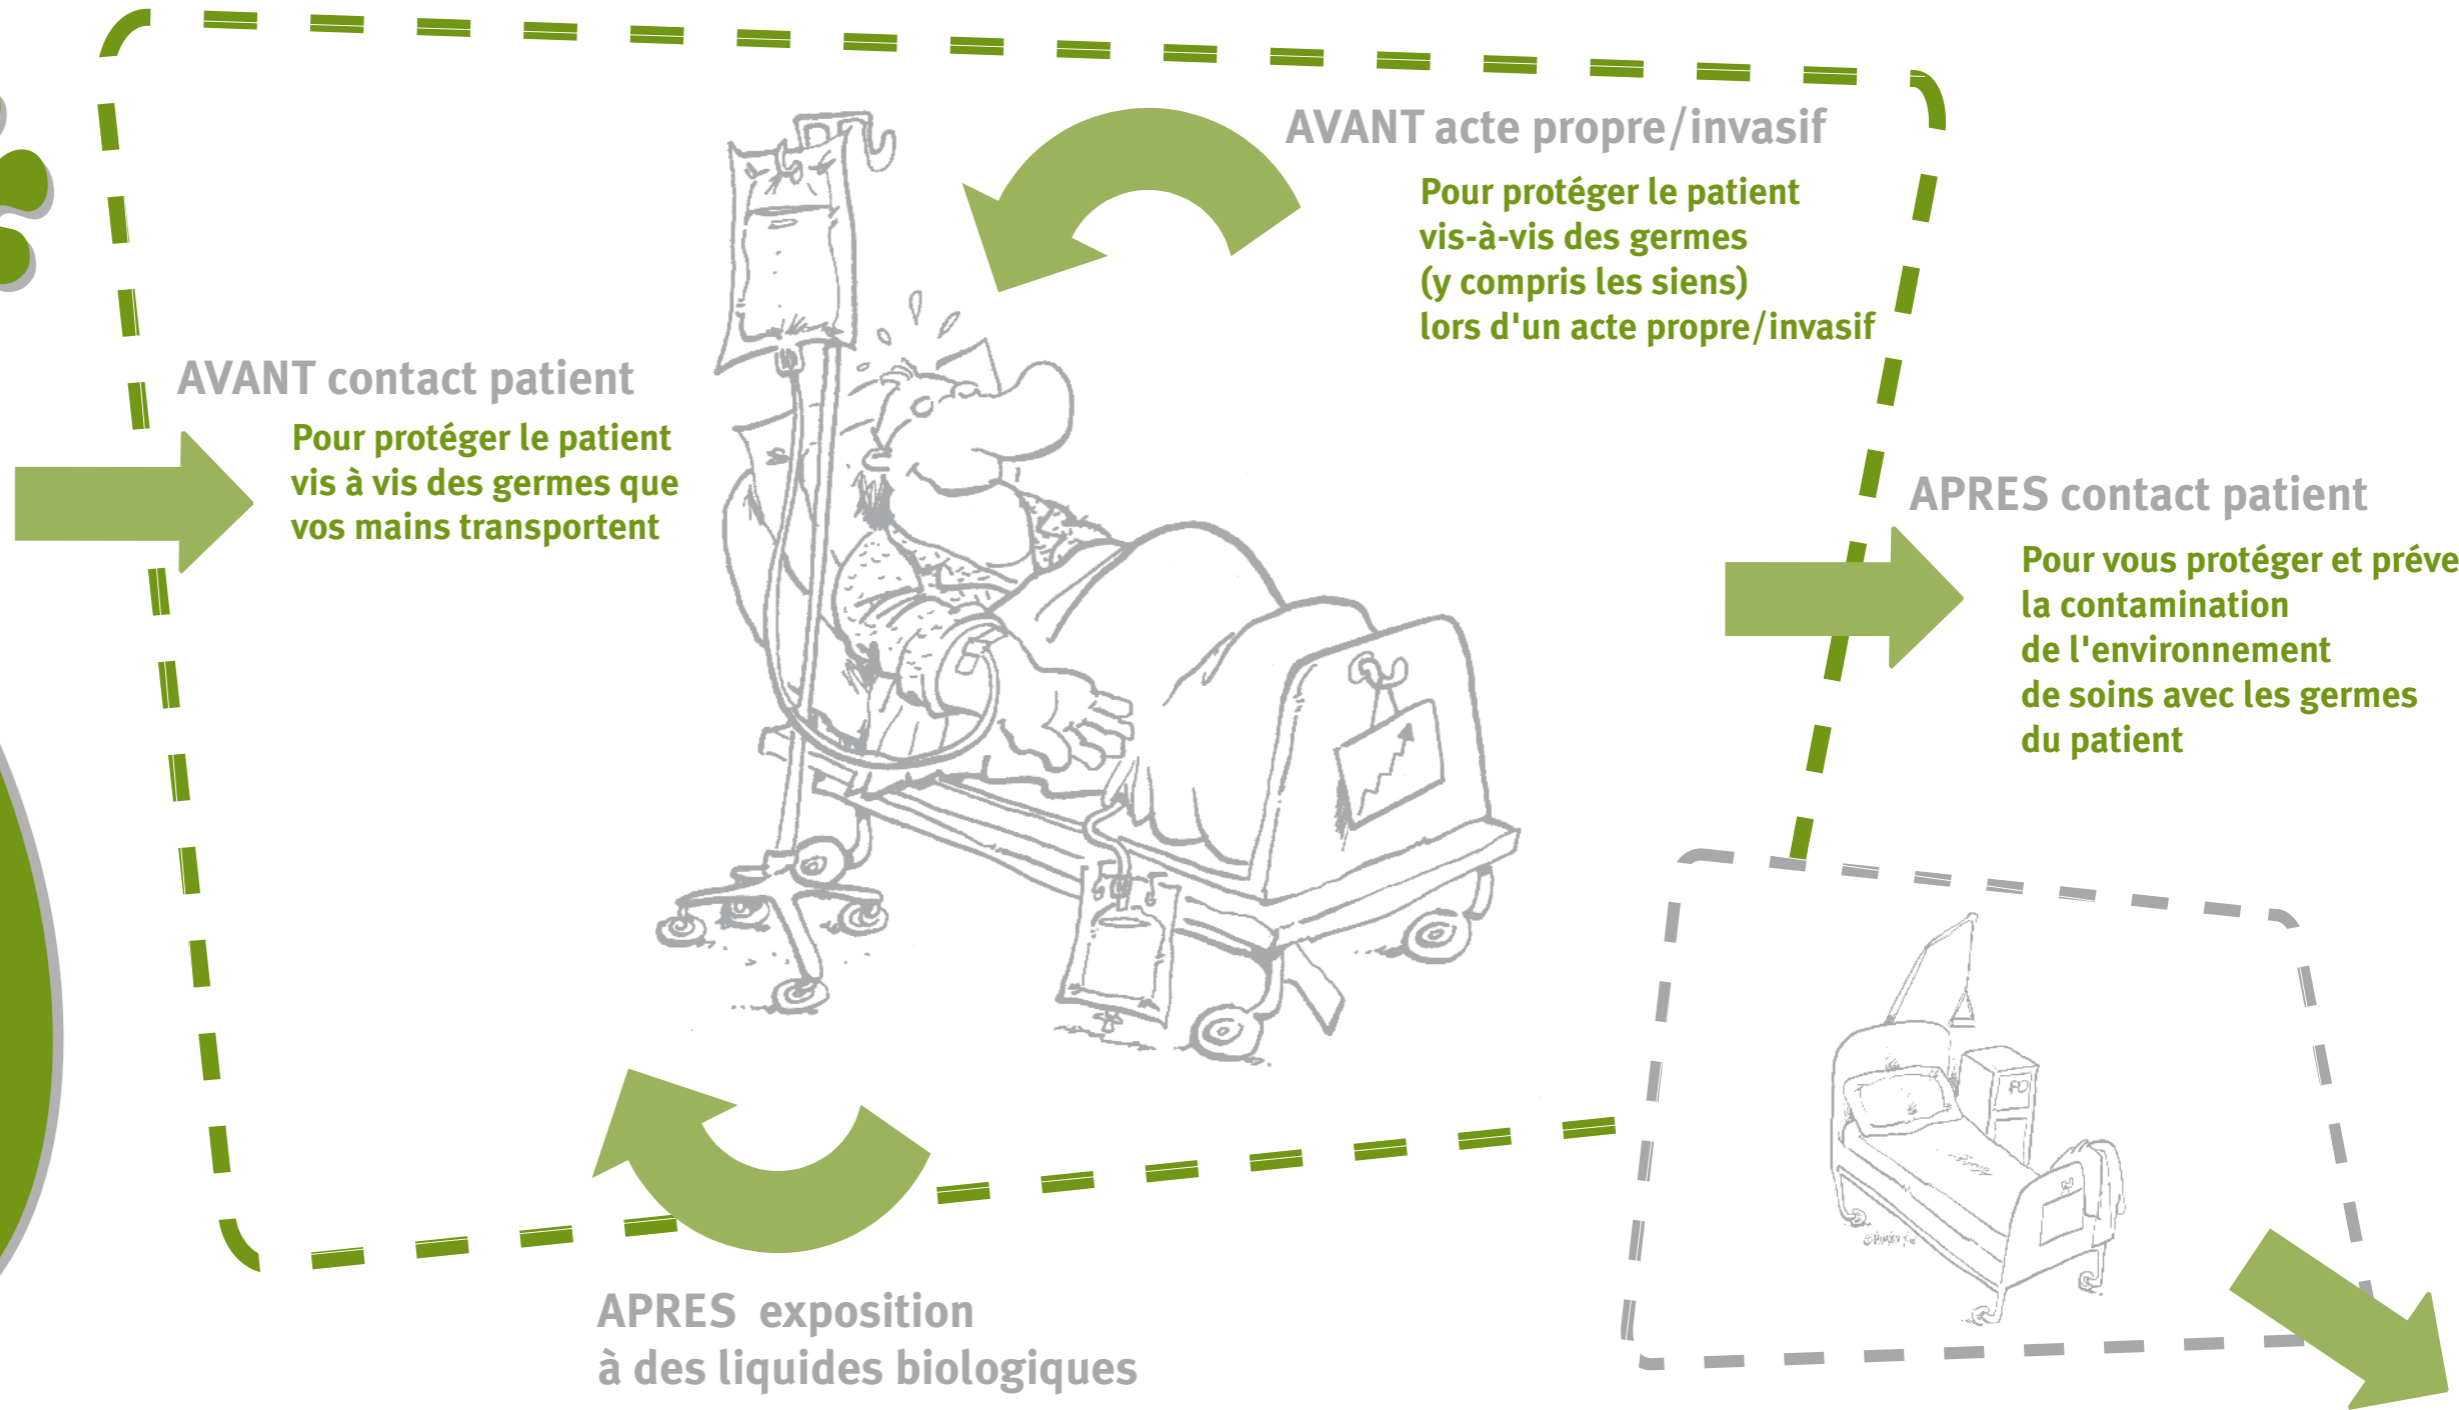 AVANT acte propre/invasif
Pour protéger le patient
vis-à-vis des germes
(y compris les siens)
lors d'un acte propre/invasif
AVANT contact patient
Pour protéger le patient
vis à vis des germes que
vos mains transportent
APRES contact patient
Pour vous protéger et préve
la contamination
de l'environnement
de soins avec les germes
du patient
APRES exposition
à des liquides biologiques